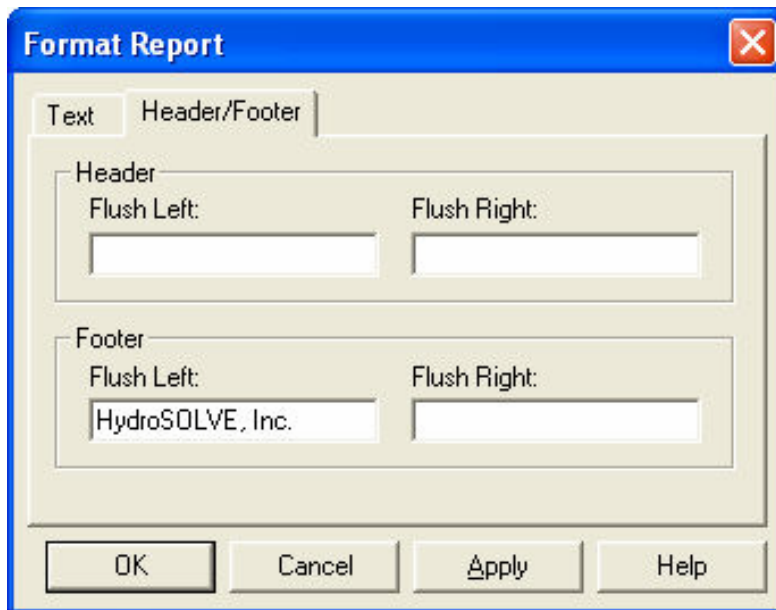 Format Report
Text Header/Footer
Header
Flush Left: Flush Right:
Footer
Flush Left: Flush Right:
HydroSOLVE, Inc.
OK Cancel Apply Help